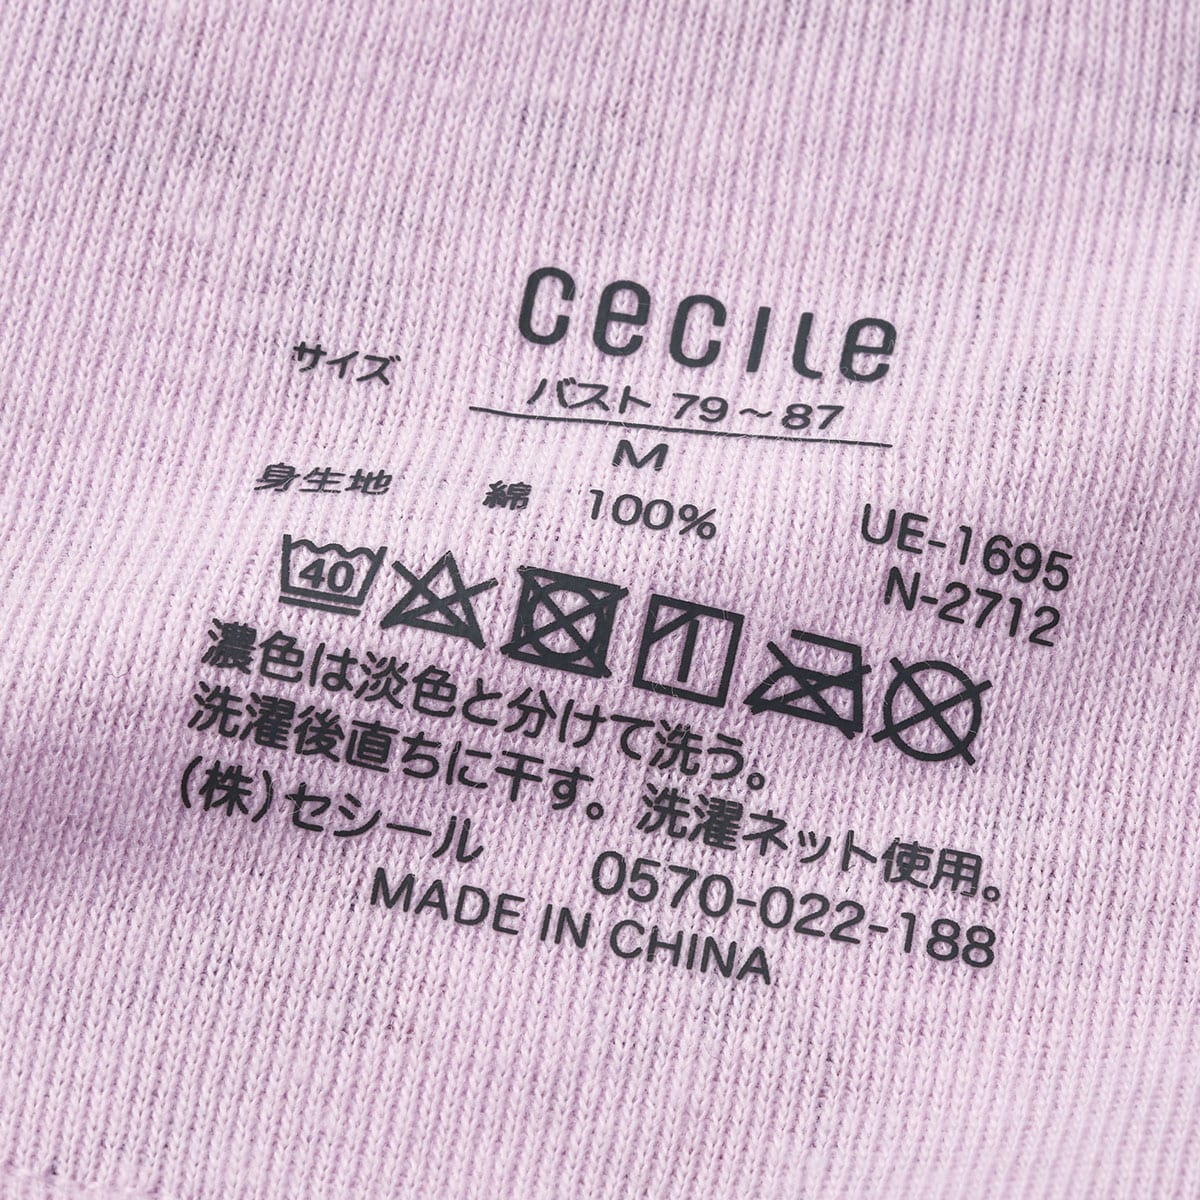 cecile
サイズ バスト 79～87
M
身生地 綿 100%
UE-1695
N-2712
40
濃色は淡色と分けて洗う。
洗濯後直ちに干す。洗濯ネット使用。
(株)セシール 0570-022-188
MADE IN CHINA